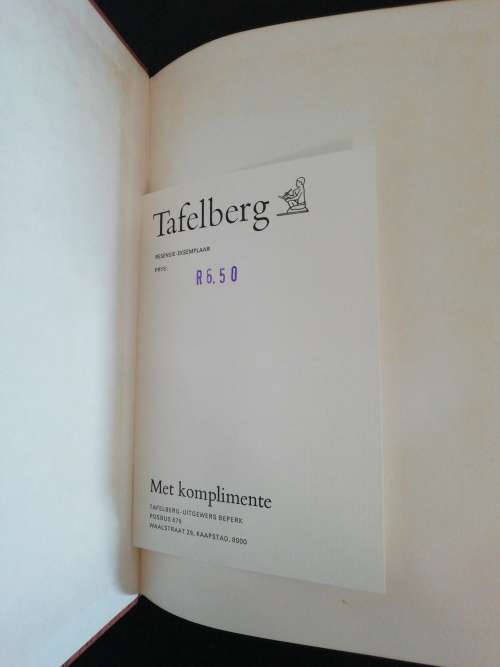 Tafelberg
RESENSIE-EKSEMPLAAR
PRYS:
R6.50
Met komplimente
TAFELBERG-UITGEWERS BEPERK
POSBUS 879
WAALSTRAAT 28, KAAPSTAD, 8000